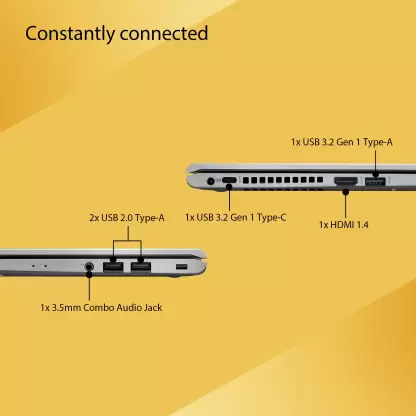 Constantly connected
1x USB 3.2 Gen 1 Type-A
1x USB 3.2 Gen 1 Type-C
1x HDMI 1.4
2x USB 2.0 Type-A
1x 3.5mm Combo Audio Jack